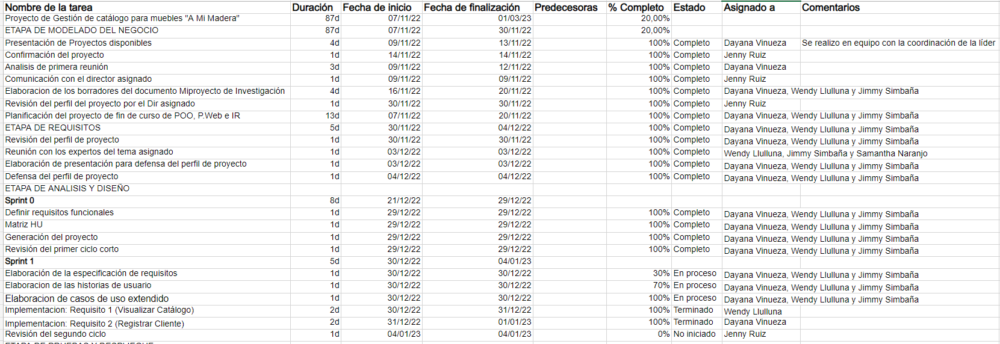 Nombre de la tarea Duración Fecha de inicio Fecha de finalización Predecesoras % Completo Estado Asignado a Comentarios
Proyecto de Gestión de catálogo para muebles "A Mi Madera" 87d 07/11/22 01/03/23 20,00%
ETAPA DE MODELADO DEL NEGOCIO 87d 07/11/22 30/11/22 20,00%
Presentación de Proyectos disponibles 4d 09/11/22 13/11/22 100% Completo Dayana Vinueza Se realizo en equipo con la coordinación de la líder
Confirmación del proyecto 1d 14/11/22 14/11/22 100% Completo Jenny Ruiz
Analisis de primera reunión 3d 09/11/22 12/11/22 100% Completo Dayana Vinueza
Comunicación con el director asignado 1d 09/11/22 09/11/22 100% Completo Jenny Ruiz
Elaboracion de los borradores del documento Miproyecto de Investigación 4d 16/11/22 20/11/22 100% Completo Dayana Vinueza, Wendy Llulluna y Jimmy Simbaña
Revisión del perfil del proyecto por el Dir asignado 1d 30/11/22 30/11/22 100% Completo Jenny Ruiz
Planificación del proyecto de fin de curso de POO, P.Web e IR 13d 07/11/22 20/11/22 100% Completo Dayana Vinueza, Wendy Llulluna y Jimmy Simbaña
ETAPA DE REQUISITOS 5d 30/11/22 04/12/22 100% Completo Dayana Vinueza, Wendy Llulluna y Jimmy Simbaña
Revisión del perfil de proyecto 1d 30/11/22 30/11/22 100% Completo Dayana Vinueza, Wendy Llulluna y Jimmy Simbaña
Reunión con los expertos del tema asignado 1d 03/12/22 03/12/22 100% Completo Wendy Llulluna, Jimmy Simbaña y Samantha Naranjo
Elaboración de presentación para defensa del perfil de proyecto 1d 03/12/22 03/12/22 100% Completo Dayana Vinueza, Wendy Llulluna y Jimmy Simbaña
Defensa del perfil de proyecto 1d 04/12/22 04/12/22 100% Completo Dayana Vinueza, Wendy Llulluna y Jimmy Simbaña
ETAPA DE ANALISIS Y DISEÑO
Sprint 0 8d 21/12/22 29/12/22
Definir requisitos funcionales 1d 29/12/22 29/12/22 100% Completo Dayana Vinueza, Wendy Llulluna y Jimmy Simbaña
Matriz HU 1d 29/12/22 29/12/22 100% Completo Dayana Vinueza, Wendy Llulluna y Jimmy Simbaña
Generación del proyecto 1d 29/12/22 29/12/22 100% Completo Dayana Vinueza, Wendy Llulluna y Jimmy Simbaña
Revisión del primer ciclo corto 1d 29/12/22 29/12/22 100% Completo Dayana Vinueza, Wendy Llulluna y Jimmy Simbaña
Sprint 1 5d 30/12/22 04/01/23
Elaboración de la especificación de requisitos 1d 30/12/22 30/12/22 30% En proceso Dayana Vinueza, Wendy Llulluna y Jimmy Simbaña
Elaboracion de las historias de usuario 1d 30/12/22 30/12/22 70% En proceso Dayana Vinueza, Wendy Llulluna y Jimmy Simbaña
Elaboracion de casos de uso extendido 1d 30/12/22 30/12/22 100% En proceso Dayana Vinueza, Wendy Llulluna y Jimmy Simbaña
Implementacion: Requisito 1 (Visualizar Catálogo) 2d 30/12/22 31/12/22 100% Terminado Wendy Llulluna
Implementacion: Requisito 2 (Registrar Cliente) 2d 31/12/22 01/01/23 100% Terminado Dayana Vinueza
Revisión del segundo ciclo 1d 04/01/23 04/01/23 0% No iniciado Jenny Ruiz